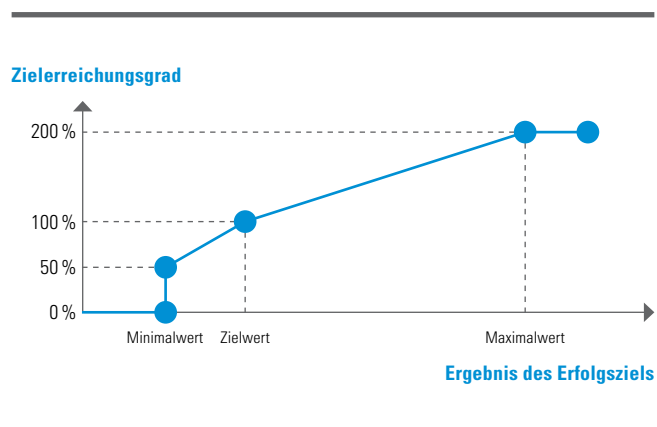 Zielerreichungsgrad
200 %
100 %
50 %
0 %
Minimalwert Zielwert Maximalwert
Ergebnis des Erfolgsziels